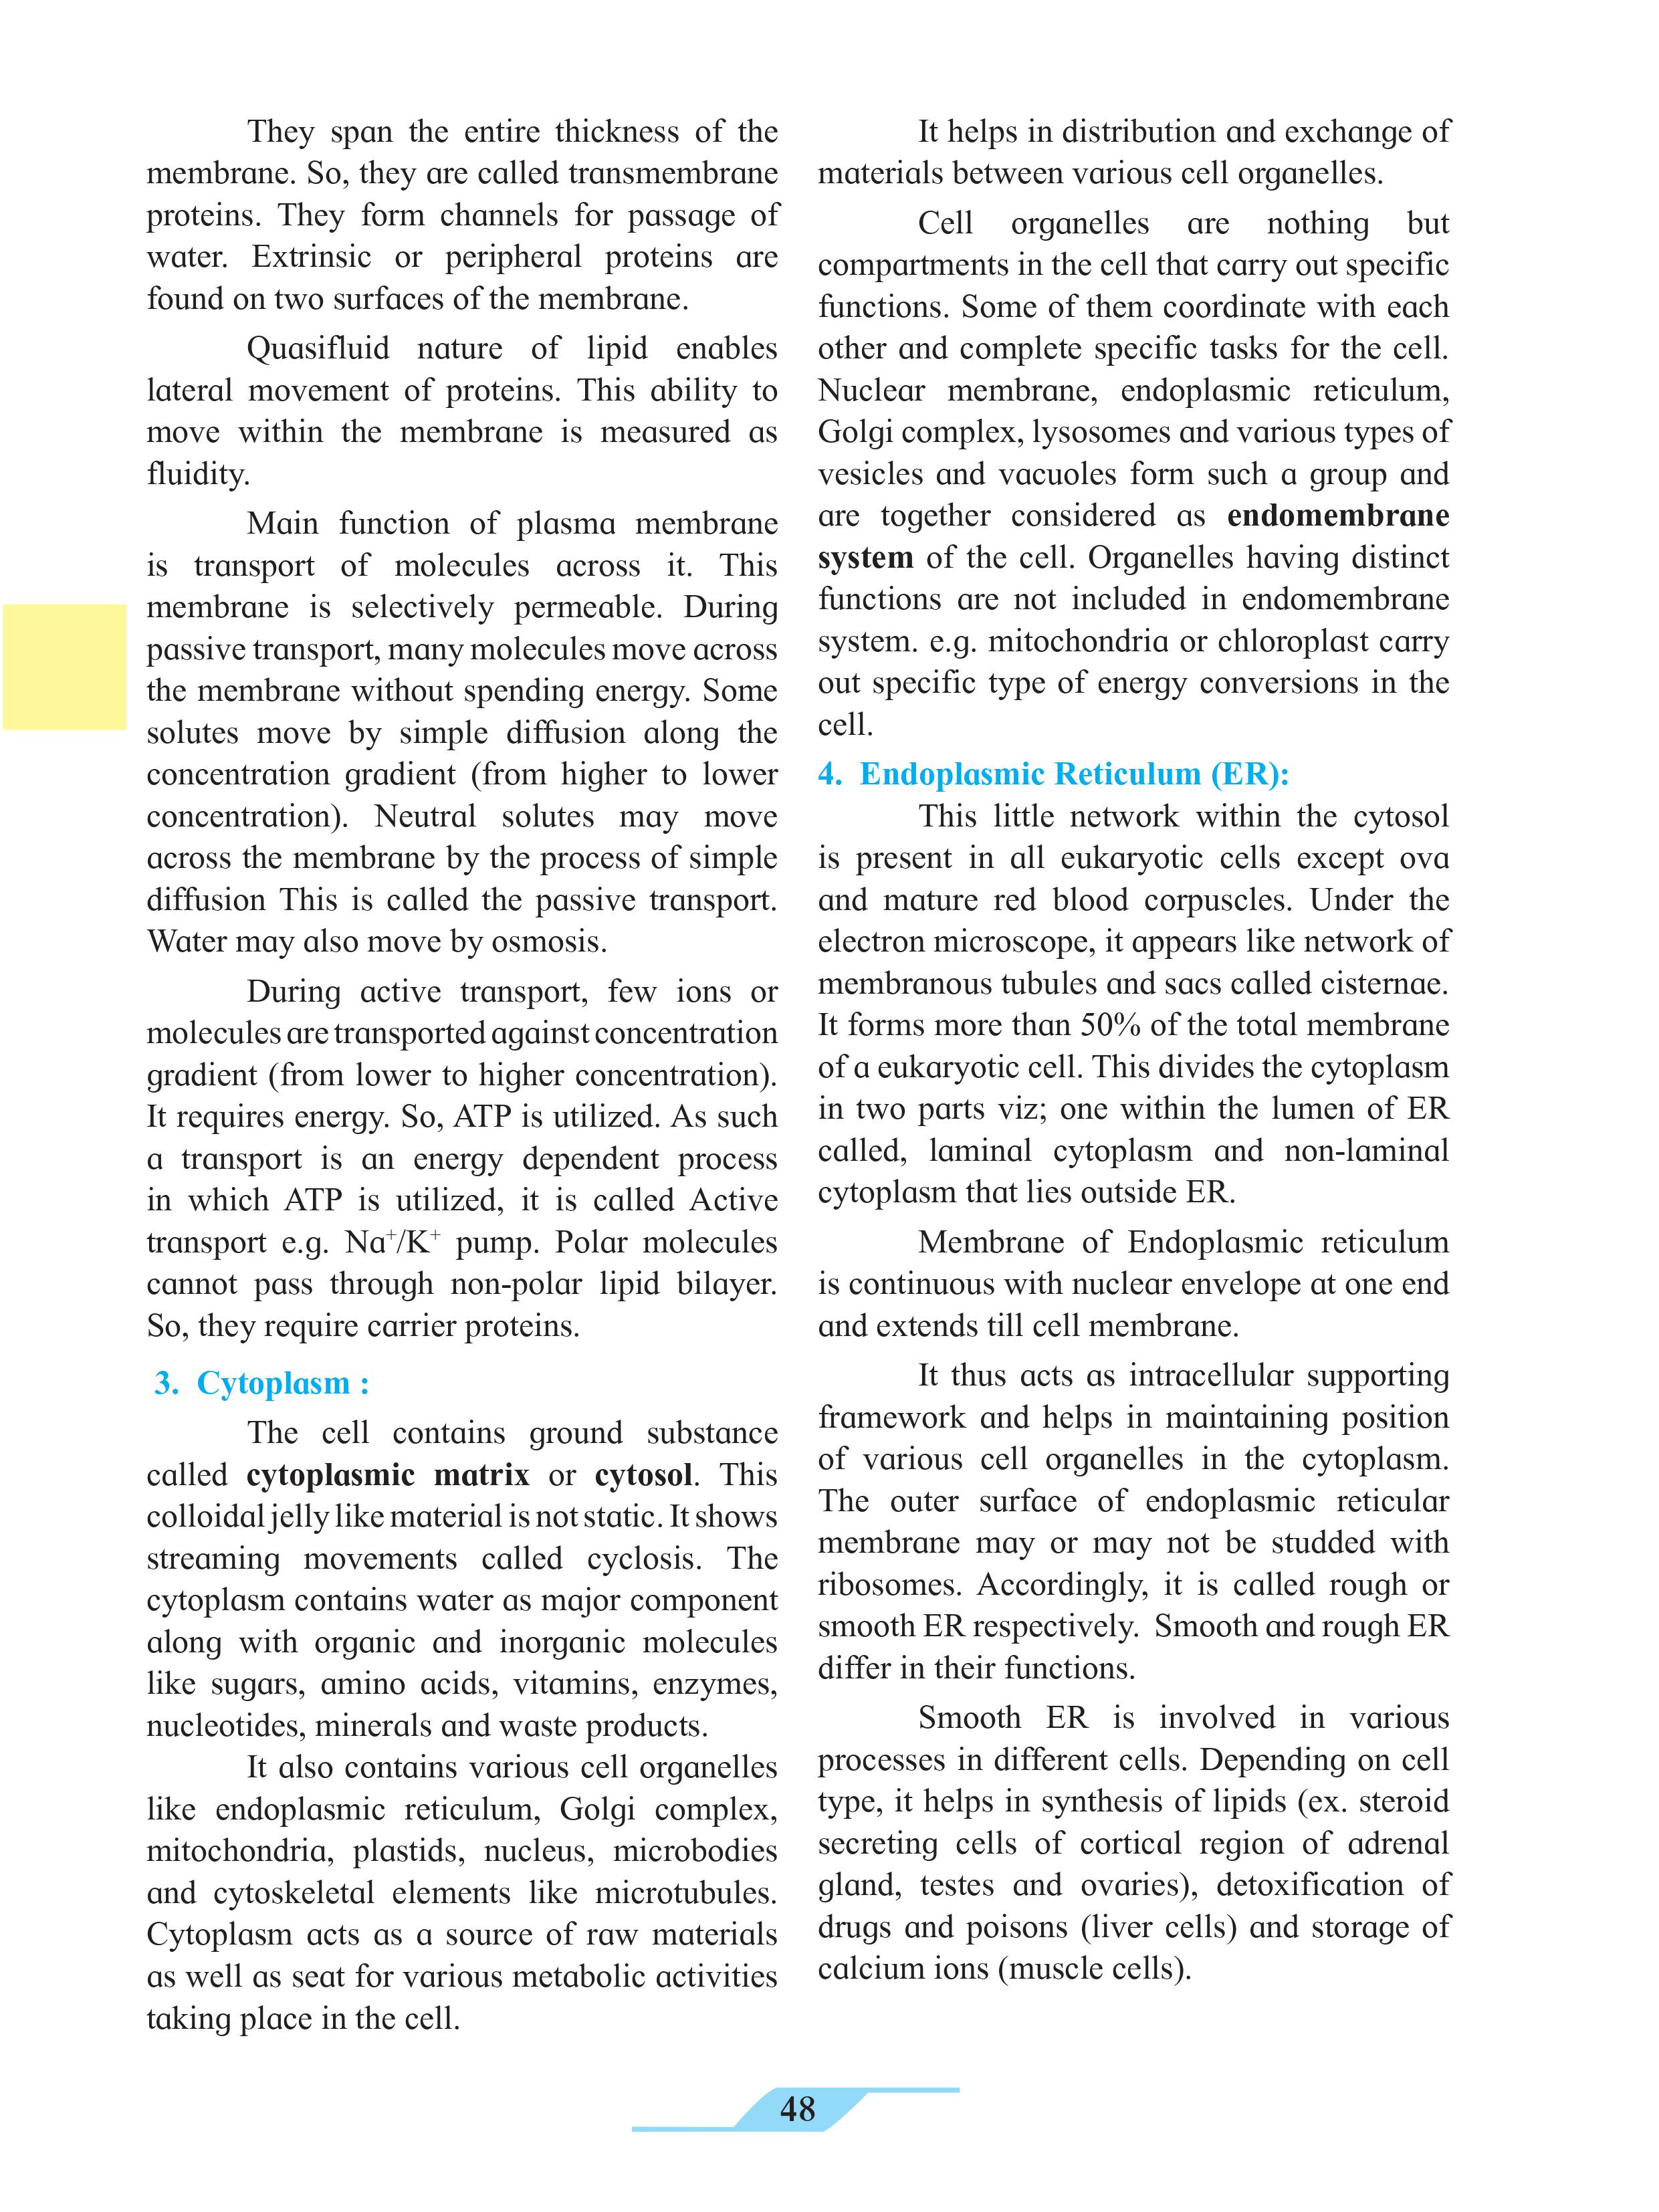 They span the entire thickness of the
membrane. So, they are called transmembrane
proteins. They form channels for passage of
water. Extrinsic or peripheral proteins are
found on two surfaces of the membrane.
Quasifluid nature of lipid enables
lateral movement of proteins. This ability to
move within the membrane is measured as
fluidity.
Main function of plasma membrane
is transport of molecules across it. This
membrane is selectively permeable. During
passive transport, many molecules move across
the membrane without spending energy. Some
solutes move by simple diffusion along the
concentration gradient (from higher to lower
concentration). Neutral solutes may move
across the membrane by the process of simple
diffusion This is called the passive transport.
Water may also move by osmosis.
During active transport, few ions or
molecules are transported against concentration
gradient (from lower to higher concentration).
It requires energy. So, ATP is utilized. As such
a transport is an energy dependent process
in which ATP is utilized, it is called Active
transport e.g. Na⁺/K⁺ pump. Polar molecules
cannot pass through non-polar lipid bilayer.
So, they require carrier proteins.
3. Cytoplasm :
The cell contains ground substance
called cytoplasmic matrix or cytosol. This
colloidal jelly like material is not static. It shows
streaming movements called cyclosis. The
cytoplasm contains water as major component
along with organic and inorganic molecules
like sugars, amino acids, vitamins, enzymes,
nucleotides, minerals and waste products.
It also contains various cell organelles
like endoplasmic reticulum, Golgi complex,
mitochondria, plastids, nucleus, microbodies
and cytoskeletal elements like microtubules.
Cytoplasm acts as a source of raw materials
as well as seat for various metabolic activities
taking place in the cell.
It helps in distribution and exchange of
materials between various cell organelles.
Cell organelles are nothing but
compartments in the cell that carry out specific
functions. Some of them coordinate with each
other and complete specific tasks for the cell.
Nuclear membrane, endoplasmic reticulum,
Golgi complex, lysosomes and various types of
vesicles and vacuoles form such a group and
are together considered as endomembrane
system of the cell. Organelles having distinct
functions are not included in endomembrane
system. e.g. mitochondria or chloroplast carry
out specific type of energy conversions in the
cell.
4. Endoplasmic Reticulum (ER):
This little network within the cytosol
is present in all eukaryotic cells except ova
and mature red blood corpuscles. Under the
electron microscope, it appears like network of
membranous tubules and sacs called cisternae.
It forms more than 50% of the total membrane
of a eukaryotic cell. This divides the cytoplasm
in two parts viz; one within the lumen of ER
called, laminal cytoplasm and non-laminal
cytoplasm that lies outside ER.
Membrane of Endoplasmic reticulum
is continuous with nuclear envelope at one end
and extends till cell membrane.
It thus acts as intracellular supporting
framework and helps in maintaining position
of various cell organelles in the cytoplasm.
The outer surface of endoplasmic reticular
membrane may or may not be studded with
ribosomes. Accordingly, it is called rough or
smooth ER respectively. Smooth and rough ER
differ in their functions.
Smooth ER is involved in various
processes in different cells. Depending on cell
type, it helps in synthesis of lipids (ex. steroid
secreting cells of cortical region of adrenal
gland, testes and ovaries), detoxification of
drugs and poisons (liver cells) and storage of
calcium ions (muscle cells).
48